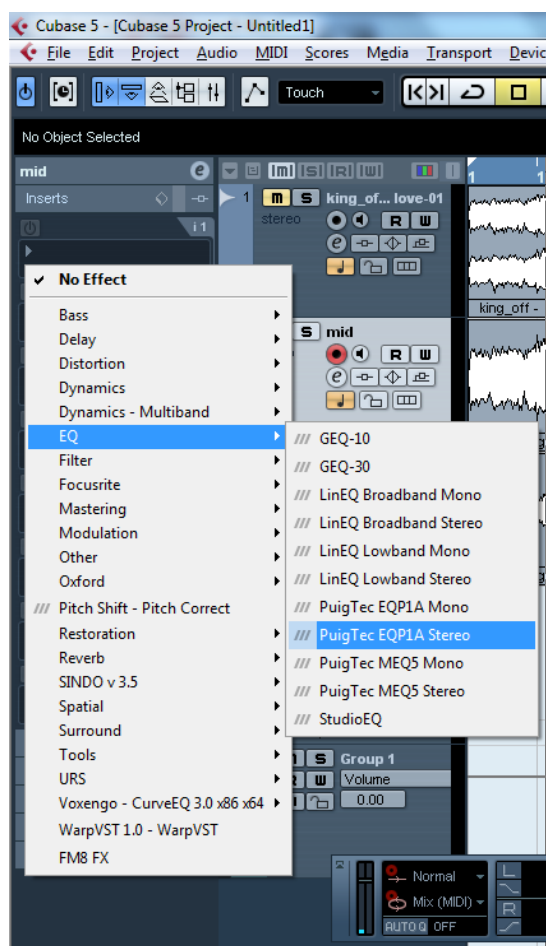 Cubase 5 - [Cubase 5 Project - Untitled1]
File Edit Project Audio MIDI Scores Media Transport Devic
Touch
No Object Selected
mid e [m] [S] [R] [W] 1 1
Inserts 1 m S king_of... love-01
i 1 stereo R W
e
king_off -
✓ No Effect
Bass
Delay
Distortion
Dynamics
Dynamics - Multiband
EQ
Filter
Focusrite
Mastering
Modulation
Other
Oxford
/// Pitch Shift - Pitch Correct
Restoration
Reverb
SINDO v 3.5
Spatial
Surround
Tools
URS
Voxengo - CurveEQ 3.0 x86 x64
WarpVST 1.0 - WarpVST
FM8 FX
S mid
R W
e
/// GEQ-10
/// GEQ-30
/// LinEQ Broadband Mono
/// LinEQ Broadband Stereo
/// LinEQ Lowband Mono
/// LinEQ Lowband Stereo
/// PuigTec EQP1A Mono
/// PuigTec EQP1A Stereo
/// PuigTec MEQ5 Mono
/// PuigTec MEQ5 Stereo
/// StudioEQ
S Group 1
W Volume
0.00
Normal L
Mix (MIDI)
AUTO Q OFF R